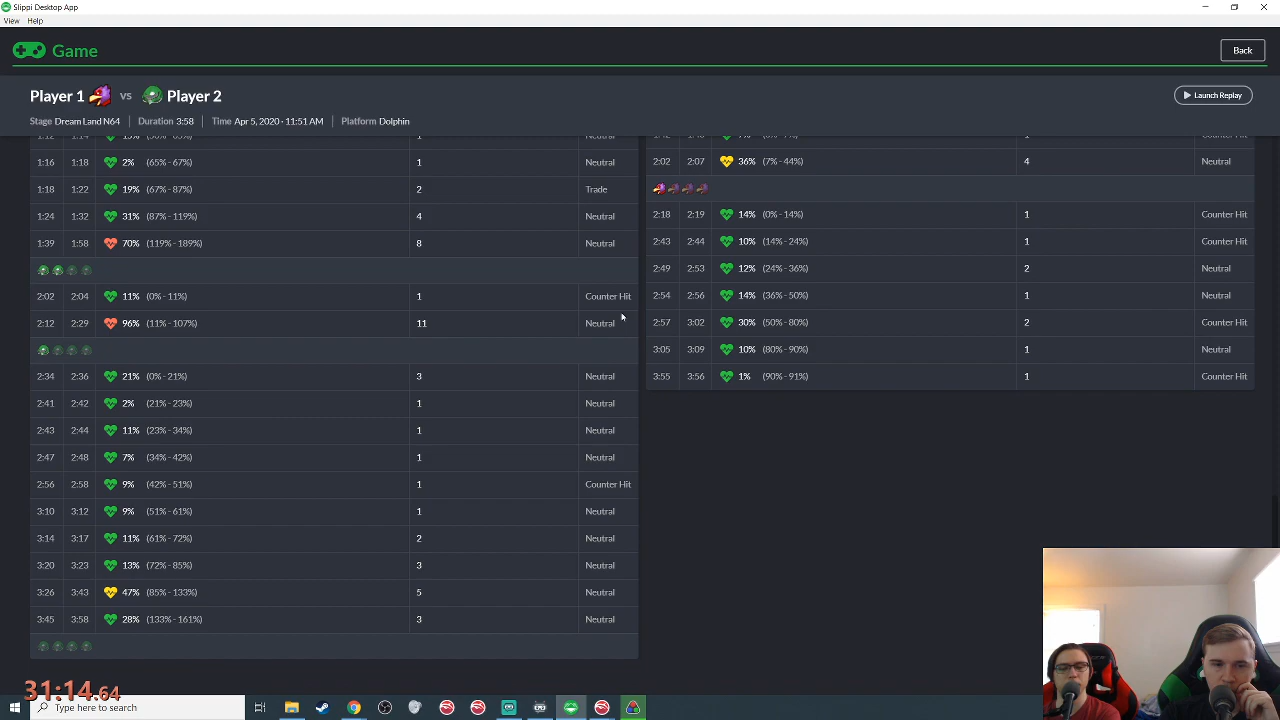 Slippi Desktop App
View Help
Game
Back
Player 1 vs Player 2
Launch Replay
Stage Dream Land N64 Duration 3:58 Time Apr 5, 2020 · 11:51 AM Platform Dolphin
1:16 1:18 2% (65% - 67%) 1 Neutral
1:18 1:22 19% (67% - 87%) 2 Trade
1:24 1:32 31% (87% - 119%) 4 Neutral
1:39 1:58 70% (119% - 189%) 8 Neutral
2:02 2:04 11% (0% - 11%) 1 Counter Hit
2:12 2:29 96% (11% - 107%) 11 Neutral
2:34 2:36 21% (0% - 21%) 3 Neutral
2:41 2:42 2% (21% - 23%) 1 Neutral
2:43 2:44 11% (23% - 34%) 1 Neutral
2:47 2:48 7% (34% - 42%) 1 Neutral
2:56 2:58 9% (42% - 51%) 1 Counter Hit
3:10 3:12 9% (51% - 61%) 1 Neutral
3:14 3:17 11% (61% - 72%) 2 Neutral
3:20 3:23 13% (72% - 85%) 3 Neutral
3:26 3:43 47% (85% - 133%) 5 Neutral
3:45 3:58 28% (133% - 161%) 3 Neutral
2:02 2:07 36% (7% - 44%) 4 Neutral
2:18 2:19 14% (0% - 14%) 1 Counter Hit
2:43 2:44 10% (14% - 24%) 1 Counter Hit
2:49 2:53 12% (24% - 36%) 2 Neutral
2:54 2:56 14% (36% - 50%) 1 Neutral
2:57 3:02 30% (50% - 80%) 2 Counter Hit
3:05 3:09 10% (80% - 90%) 1 Neutral
3:55 3:56 1% (90% - 91%) 1 Counter Hit
31:14.64
Type here to search